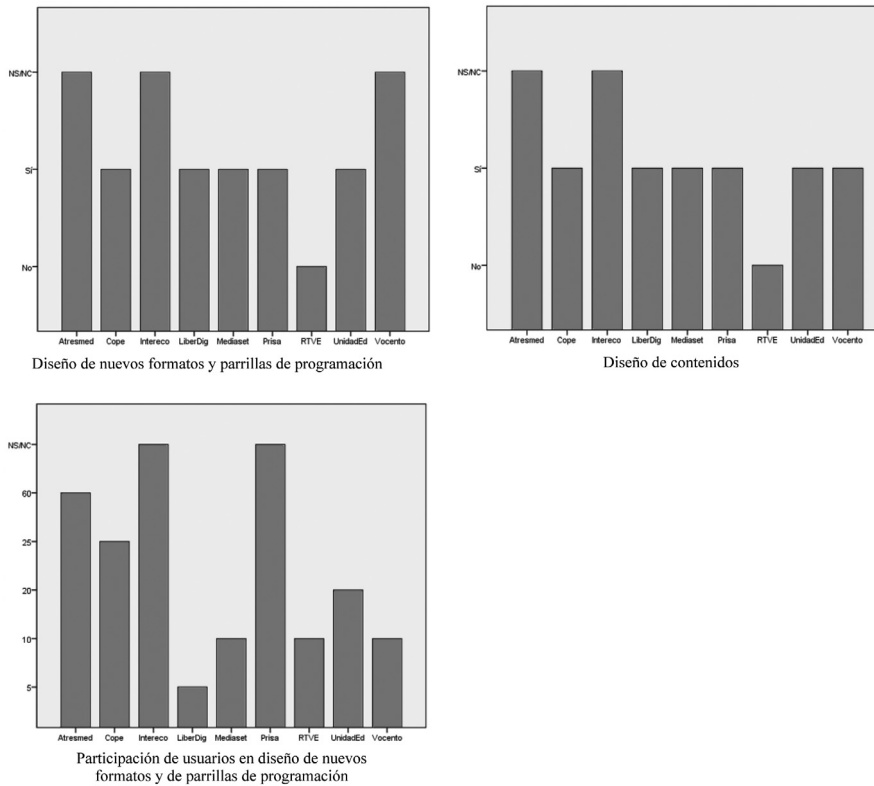 NS/NC
Sí
No
Atresmed Cope Intereco LiberDig Mediaset Prisa RTVE UnidadEd Vocento
Diseño de nuevos formatos y parrillas de programación
NS/NC
Sí
No
Atresmed Cope Intereco LiberDig Mediaset Prisa RTVE UnidadEd Vocento
Diseño de contenidos
NS/NC
60
25
20
10
5
Atresmed Cope Intereco LiberDig Mediaset Prisa RTVE UnidadEd Vocento
Participación de usuarios en diseño de nuevos
formatos y de parrillas de programación